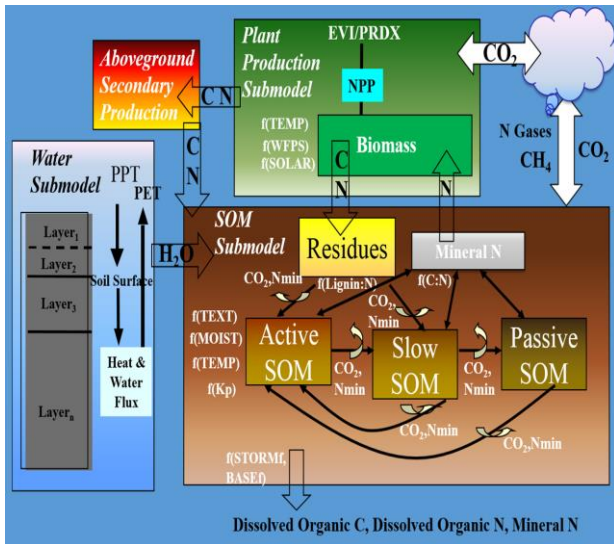 Aboveground
Secondary
Production
Plant
Production
Submodel
EVI/PRDX
NPP
f(TEMP)
f(WFPS)
f(SOLAR)
Biomass
C N
C
N
C
N
N
CO2
N Gases
CH4
CO2
Water
Submodel
PPT
PET
Layer1
Layer2
Layer3
Layern
Soil Surface
Heat &
Water
Flux
H2O
SOM
Submodel
Residues
Mineral N
CO2,Nmin
f(Lignin:N)
f(C:N)
CO2,
Nmin
f(TEXT)
f(MOIST)
f(TEMP)
f(Kp)
Active
SOM
CO2,
Nmin
Slow
SOM
CO2,
Nmin
Passive
SOM
CO2,Nmin
CO2,Nmin
f(STORMf,
BASEf)
Dissolved Organic C, Dissolved Organic N, Mineral N